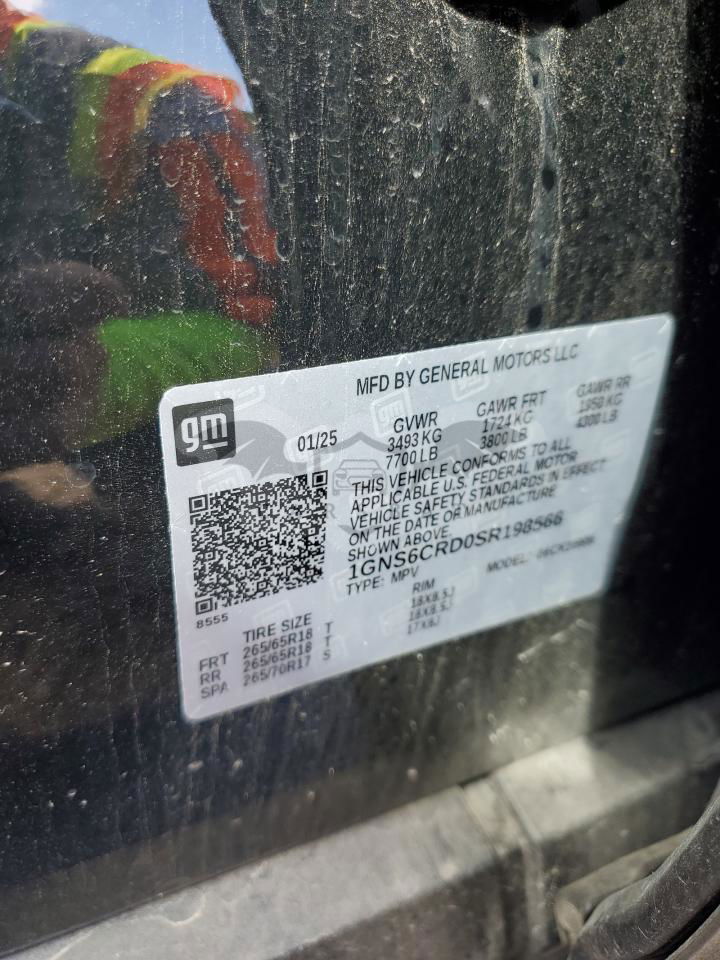 MFD BY GENERAL MOTORS LLC
gm
01/25
GVWR GAWR FRT GAWR RR
3493 KG 1724 KG 1950 KG
7700 LB 3800 LB 4300 LB
THIS VEHICLE CONFORMS TO ALL
APPLICABLE U.S. FEDERAL MOTOR
VEHICLE SAFETY STANDARDS IN EFFECT
ON THE DATE OF MANUFACTURE
SHOWN ABOVE.
1GNS6CRD0SR198566
TYPE: MPV MODEL:
8555
TIRE SIZE RIM
FRT 265/65R18 T 18X8.5J
RR 265/65R18 T 18X8.5J
SPA 265/70R17 S 17X8J